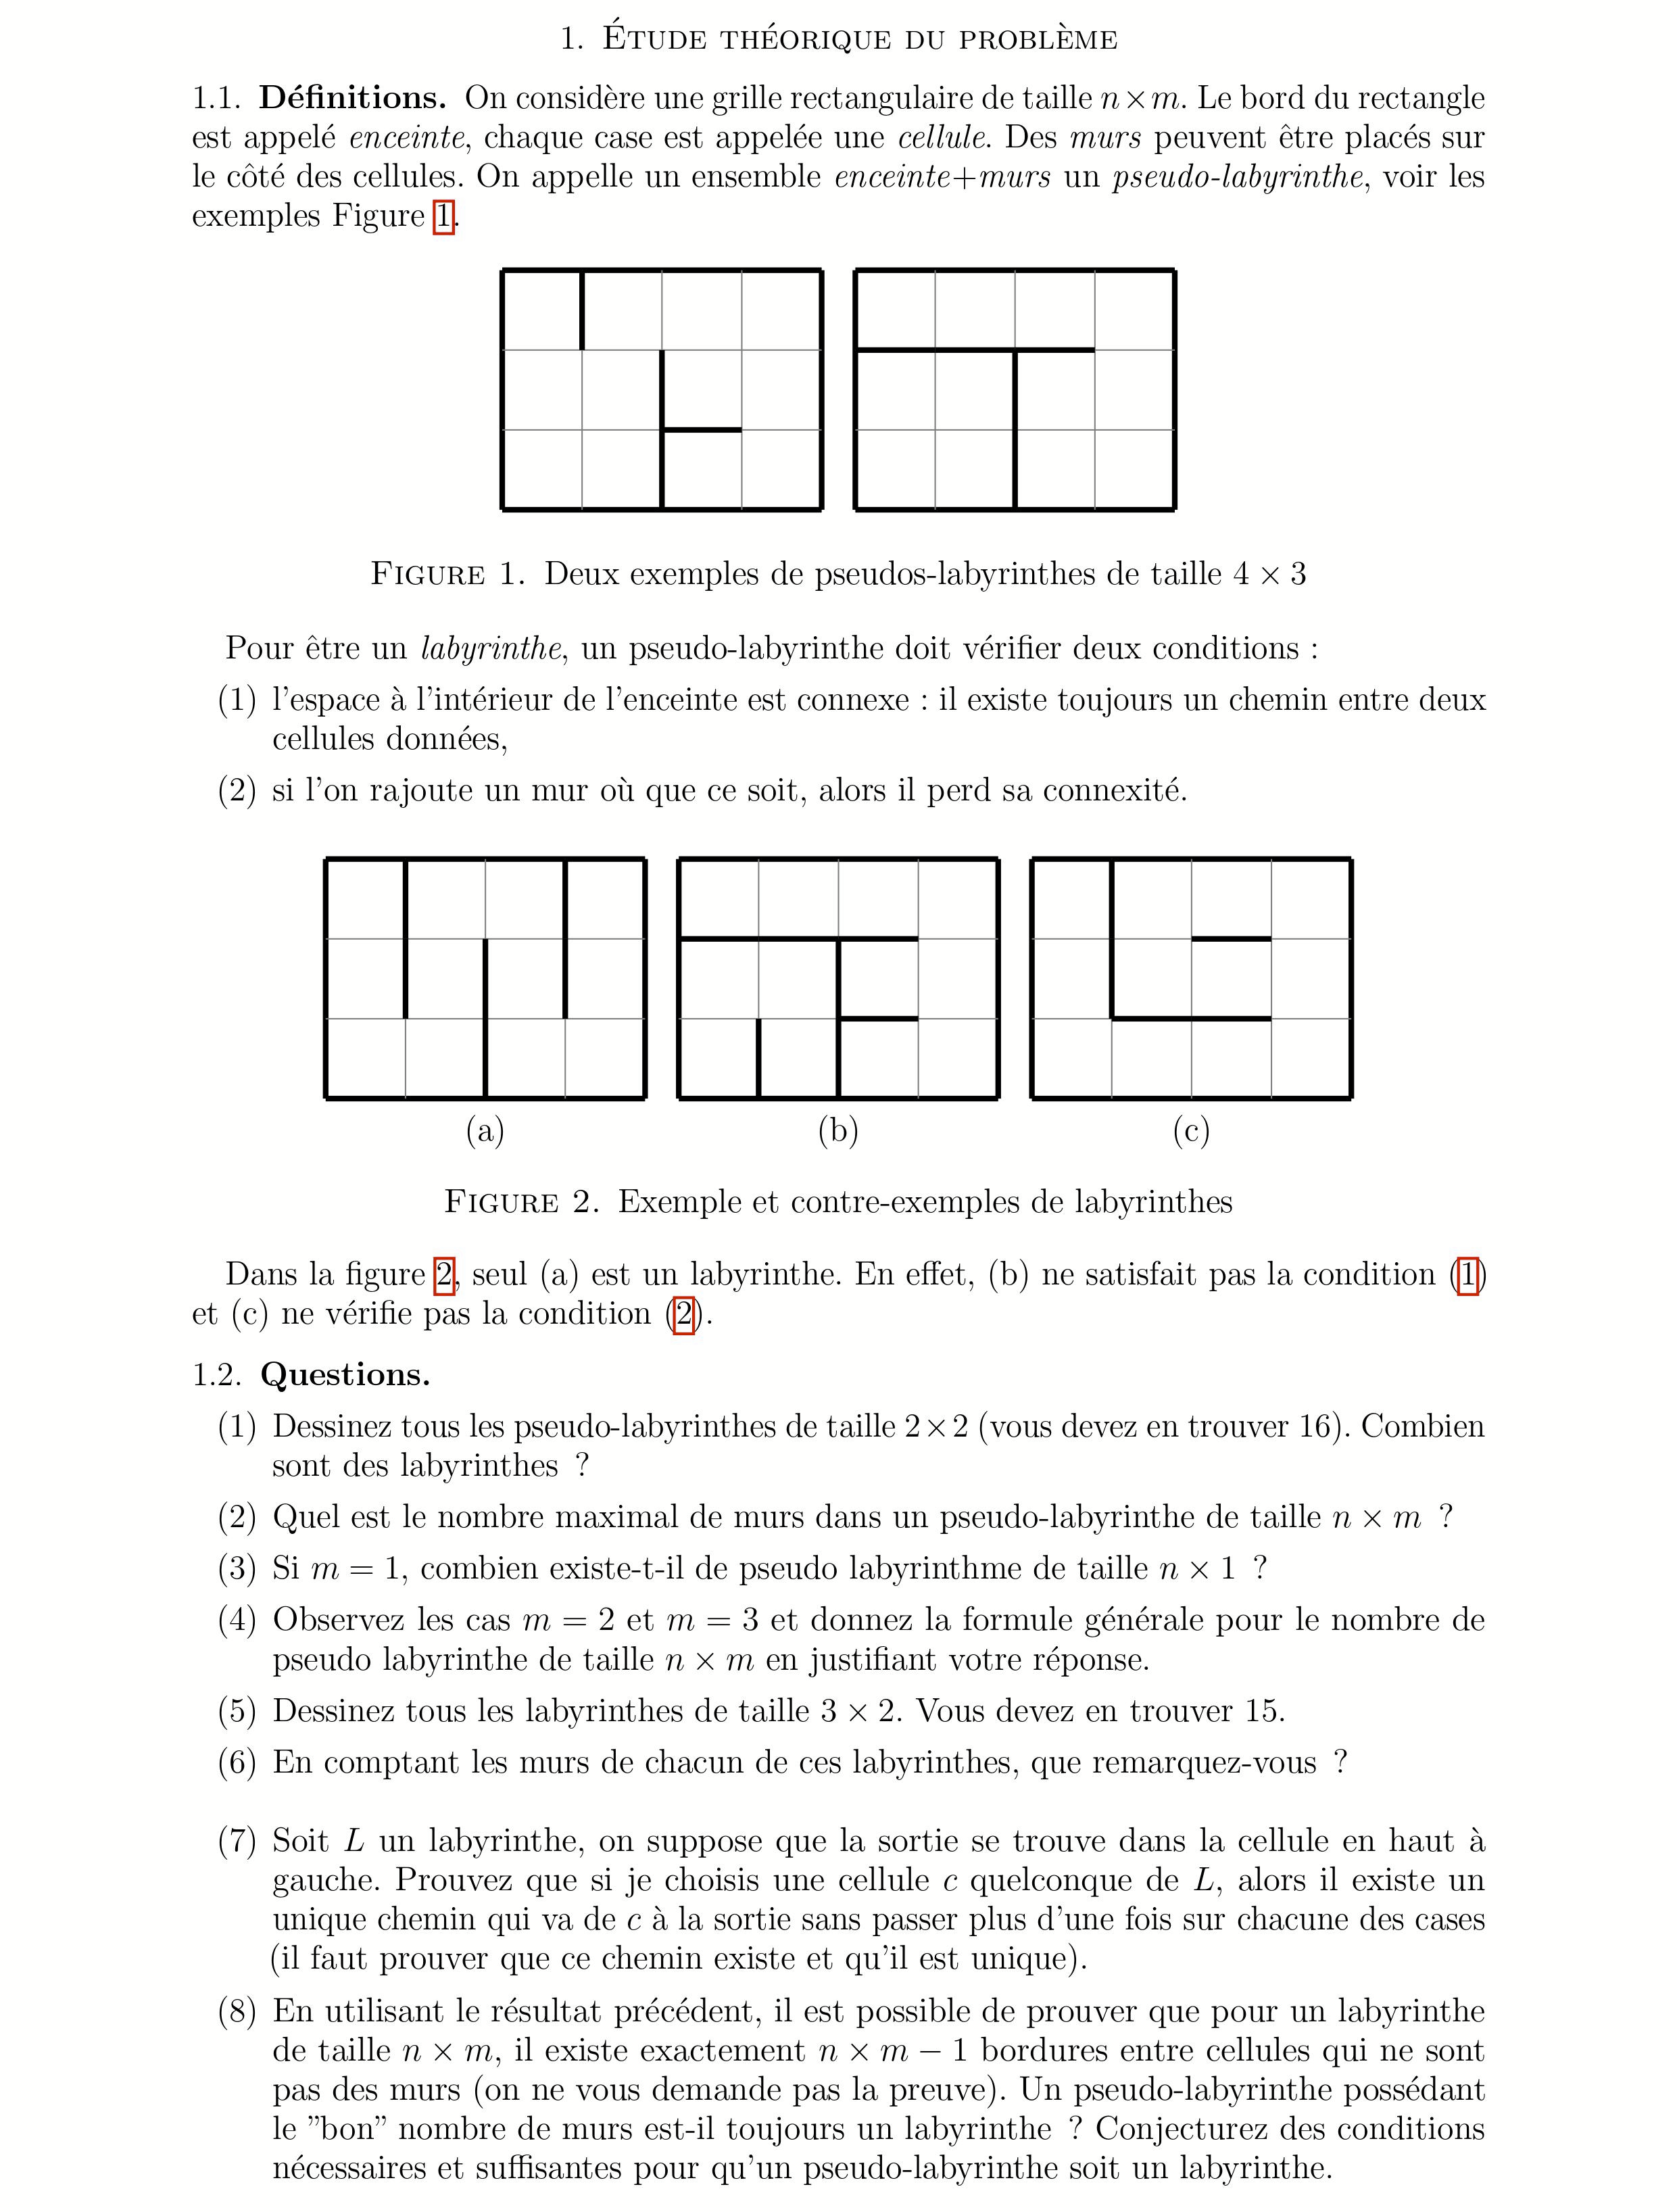 1. ÉTUDE THÉORIQUE DU PROBLÈME
1.1. Définitions. On considère une grille rectangulaire de taille n×m. Le bord du rectangle
est appelé enceinte, chaque case est appelée une cellule. Des murs peuvent être placés sur
le côté des cellules. On appelle un ensemble enceinte+murs un pseudo-labyrinthe, voir les
exemples Figure 1.
FIGURE 1. Deux exemples de pseudos-labyrinthes de taille 4 × 3
Pour être un labyrinthe, un pseudo-labyrinthe doit vérifier deux conditions :
(1) l'espace à l'intérieur de l'enceinte est connexe : il existe toujours un chemin entre deux
cellules données,
(2) si l'on rajoute un mur où que ce soit, alors il perd sa connexité.
(a) (b) (c)
FIGURE 2. Exemple et contre-exemples de labyrinthes
Dans la figure 2, seul (a) est un labyrinthe. En effet, (b) ne satisfait pas la condition (1)
et (c) ne vérifie pas la condition (2).
1.2. Questions.
(1) Dessinez tous les pseudo-labyrinthes de taille 2×2 (vous devez en trouver 16). Combien
sont des labyrinthes ?
(2) Quel est le nombre maximal de murs dans un pseudo-labyrinthe de taille n × m ?
(3) Si m = 1, combien existe-t-il de pseudo labyrinthme de taille n × 1 ?
(4) Observez les cas m = 2 et m = 3 et donnez la formule générale pour le nombre de
pseudo labyrinthe de taille n × m en justifiant votre réponse.
(5) Dessinez tous les labyrinthes de taille 3 × 2. Vous devez en trouver 15.
(6) En comptant les murs de chacun de ces labyrinthes, que remarquez-vous ?
(7) Soit L un labyrinthe, on suppose que la sortie se trouve dans la cellule en haut à
gauche. Prouvez que si je choisis une cellule c quelconque de L, alors il existe un
unique chemin qui va de c à la sortie sans passer plus d'une fois sur chacune des cases
(il faut prouver que ce chemin existe et qu'il est unique).
(8) En utilisant le résultat précédent, il est possible de prouver que pour un labyrinthe
de taille n × m, il existe exactement n × m − 1 bordures entre cellules qui ne sont
pas des murs (on ne vous demande pas la preuve). Un pseudo-labyrinthe possédant
le ”bon” nombre de murs est-il toujours un labyrinthe ? Conjecturez des conditions
nécessaires et suffisantes pour qu'un pseudo-labyrinthe soit un labyrinthe.